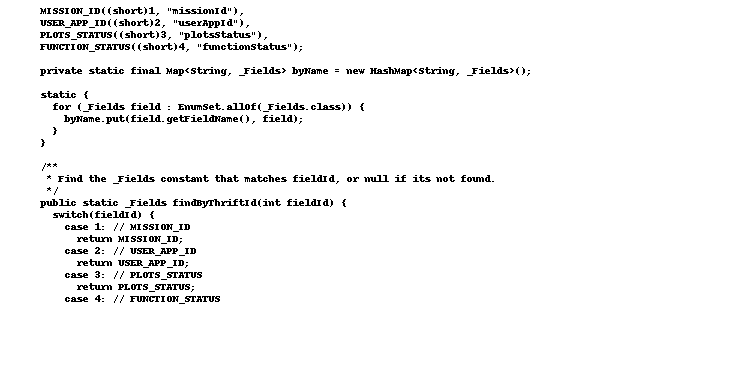 MISSION_ID((short)1, "missionId"),
USER_APP_ID((short)2, "userAppId"),
PLOTS_STATUS((short)3, "plotsStatus"),
FUNCTION_STATUS((short)4, "functionStatus");
private static final Map<String, _Fields> byName = new HashMap<String, _Fields>();
static {
for (_Fields field : EnumSet.allOf(_Fields.class)) {
byName.put(field.getFieldName(), field);
}
}
/**
* Find the _Fields constant that matches fieldId, or null if its not found.
*/
public static _Fields findByThriftId(int fieldId) {
switch(fieldId) {
case 1: // MISSION_ID
return MISSION_ID;
case 2: // USER_APP_ID
return USER_APP_ID;
case 3: // PLOTS_STATUS
return PLOTS_STATUS;
case 4: // FUNCTION_STATUS